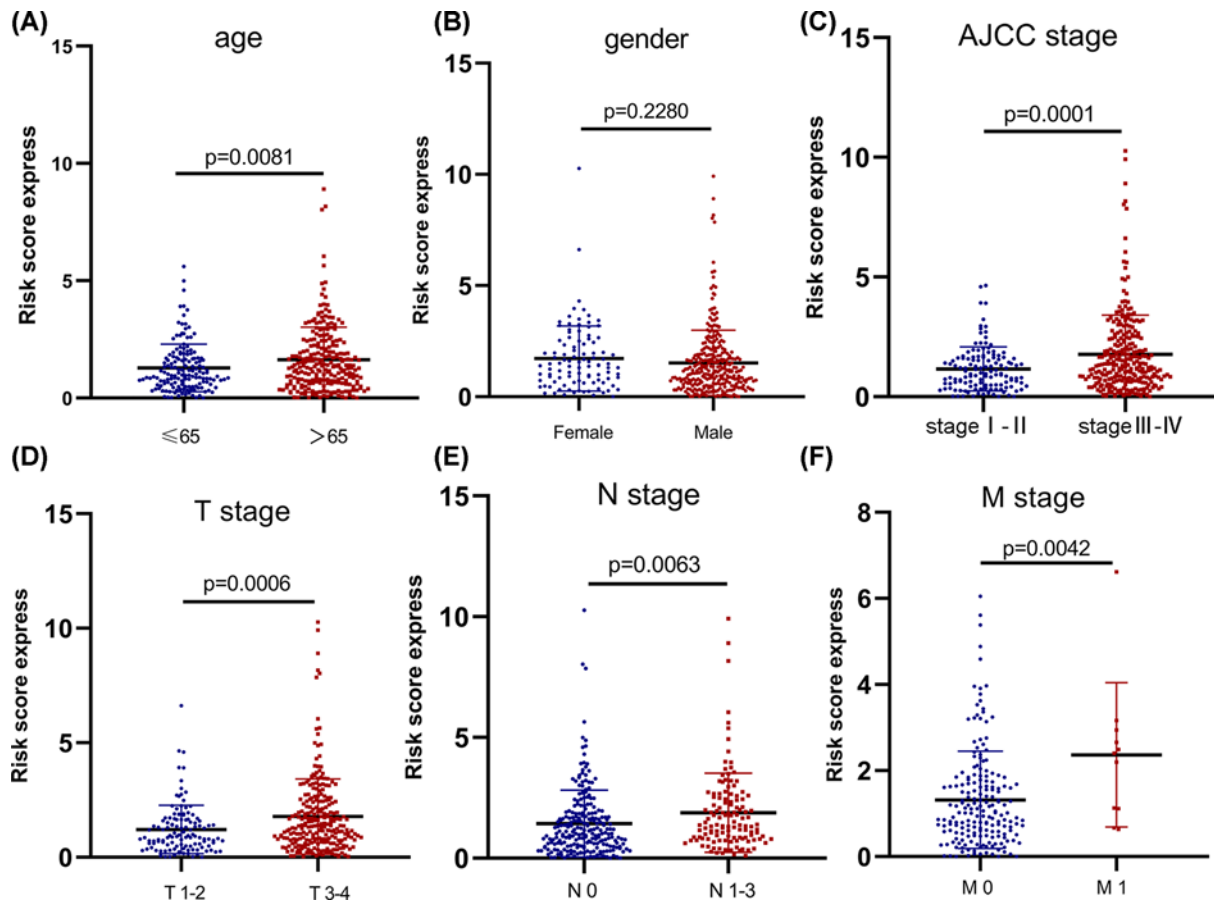 (A)
age
15
10
5
0
Risk score express
p=0.0081
≤65
>65
(B)
gender
15
10
5
0
Risk score express
p=0.2280
Female
Male
(C)
AJCC stage
15
10
5
0
Risk score express
p=0.0001
stage Ⅰ-Ⅱ
stage Ⅲ-Ⅳ
(D)
T stage
15
10
5
0
Risk score express
p=0.0006
T 1-2
T 3-4
(E)
N stage
15
10
5
0
Risk score express
p=0.0063
N 0
N 1-3
(F)
M stage
8
6
4
2
0
Risk score express
p=0.0042
M 0
M 1